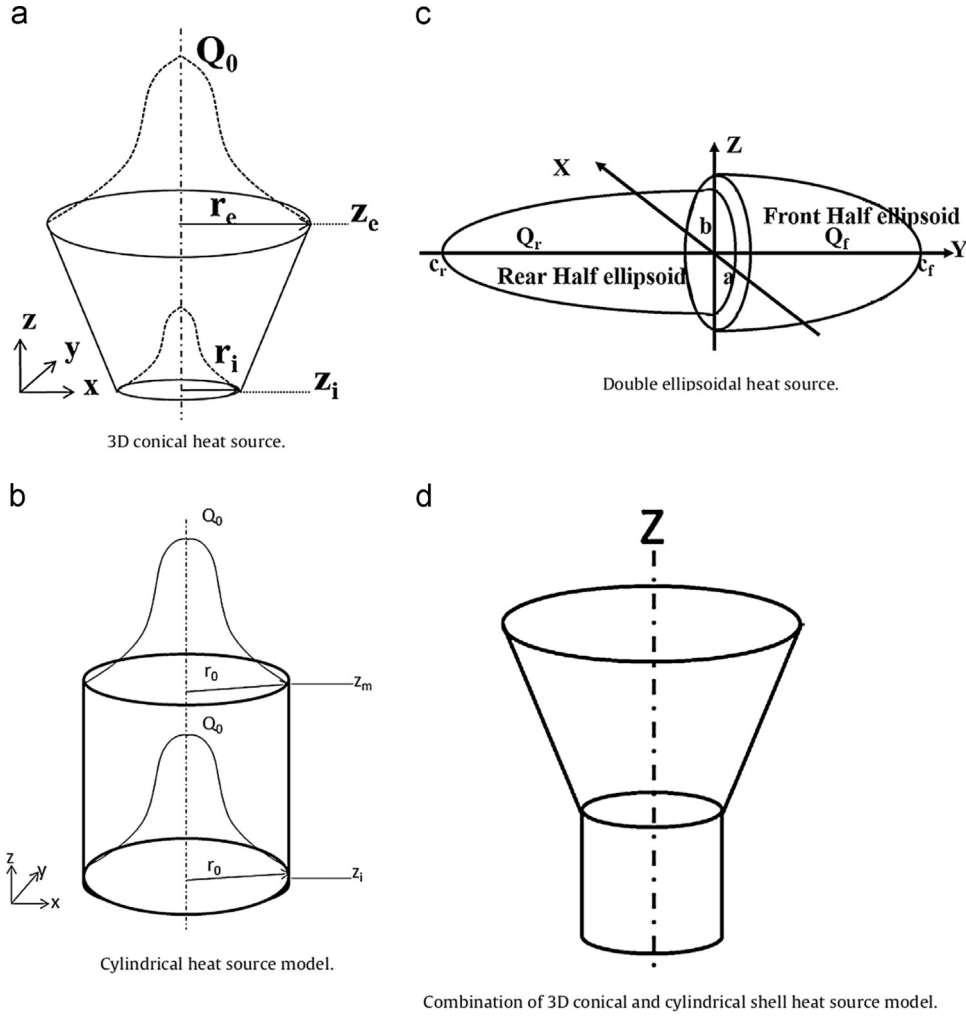 a
Q0
re
ze
ri
zi
z
y
x
3D conical heat source.
b
Q0
r0
zm
Q0
r0
zi
z
y
x
Cylindrical heat source model.
c
Z
X
Front Half ellipsoid
b
Qr
Qf
Y
cr
Rear Half ellipsoid
a
cf
Double ellipsoidal heat source.
d
Z
Combination of 3D conical and cylindrical shell heat source model.